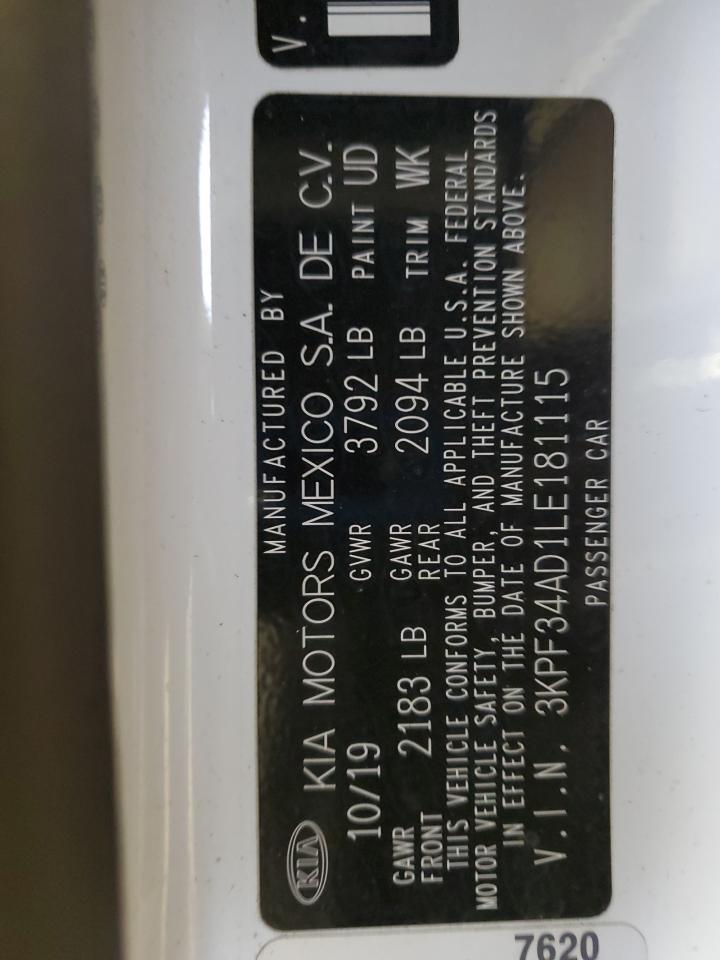 V.
MANUFACTURED BY
KIA KIA MOTORS MEXICO S.A. DE C.V.
10/19 GVWR 3792 LB PAINT UD
GAWR FRONT 2183 LB GAWR REAR 2094 LB TRIM WK
THIS VEHICLE CONFORMS TO ALL APPLICABLE U.S.A. FEDERAL
MOTOR VEHICLE SAFETY, BUMPER, AND THEFT PREVENTION STANDARDS
IN EFFECT ON THE DATE OF MANUFACTURE SHOWN ABOVE.
V.I.N. 3KPF34AD1LE181115
PASSENGER CAR
7620